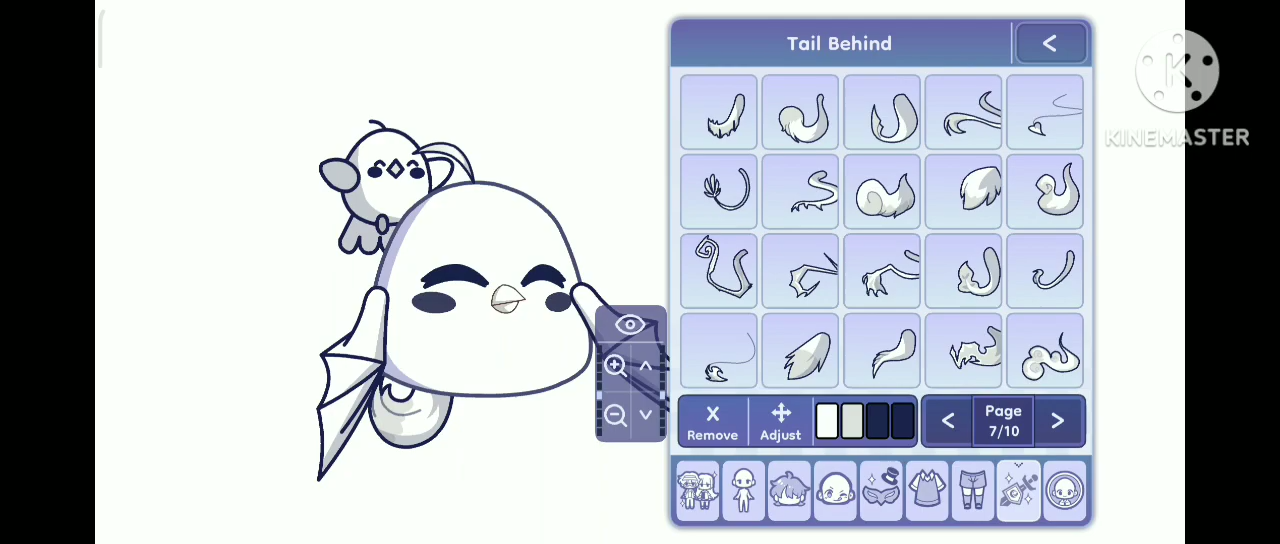 Tail Behind
<
KINEMASTER
X
Remove
Adjust
<
Page
7/10
>